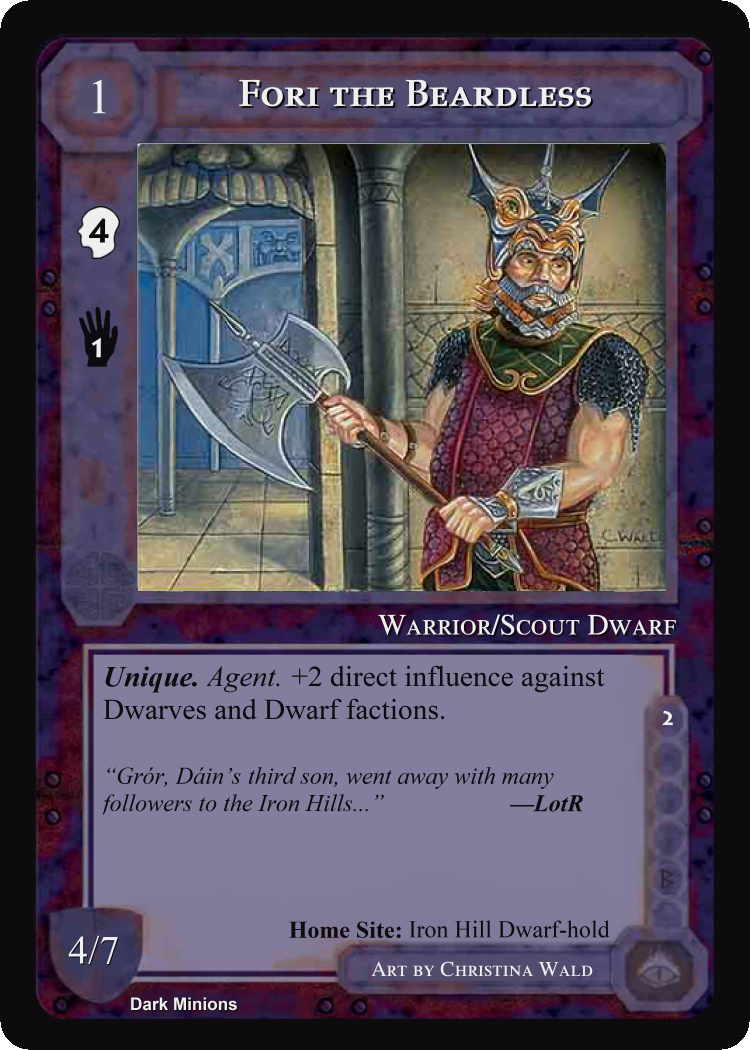 1
Fori the Beardless
4
1
C. Wald
Warrior/Scout Dwarf
Unique. Agent. +2 direct influence against
Dwarves and Dwarf factions.
2
“Grór, Dáin’s third son, went away with many
followers to the Iron Hills...” —LotR
Home Site: Iron Hill Dwarf-hold
4/7
Art by Christina Wald
Dark Minions